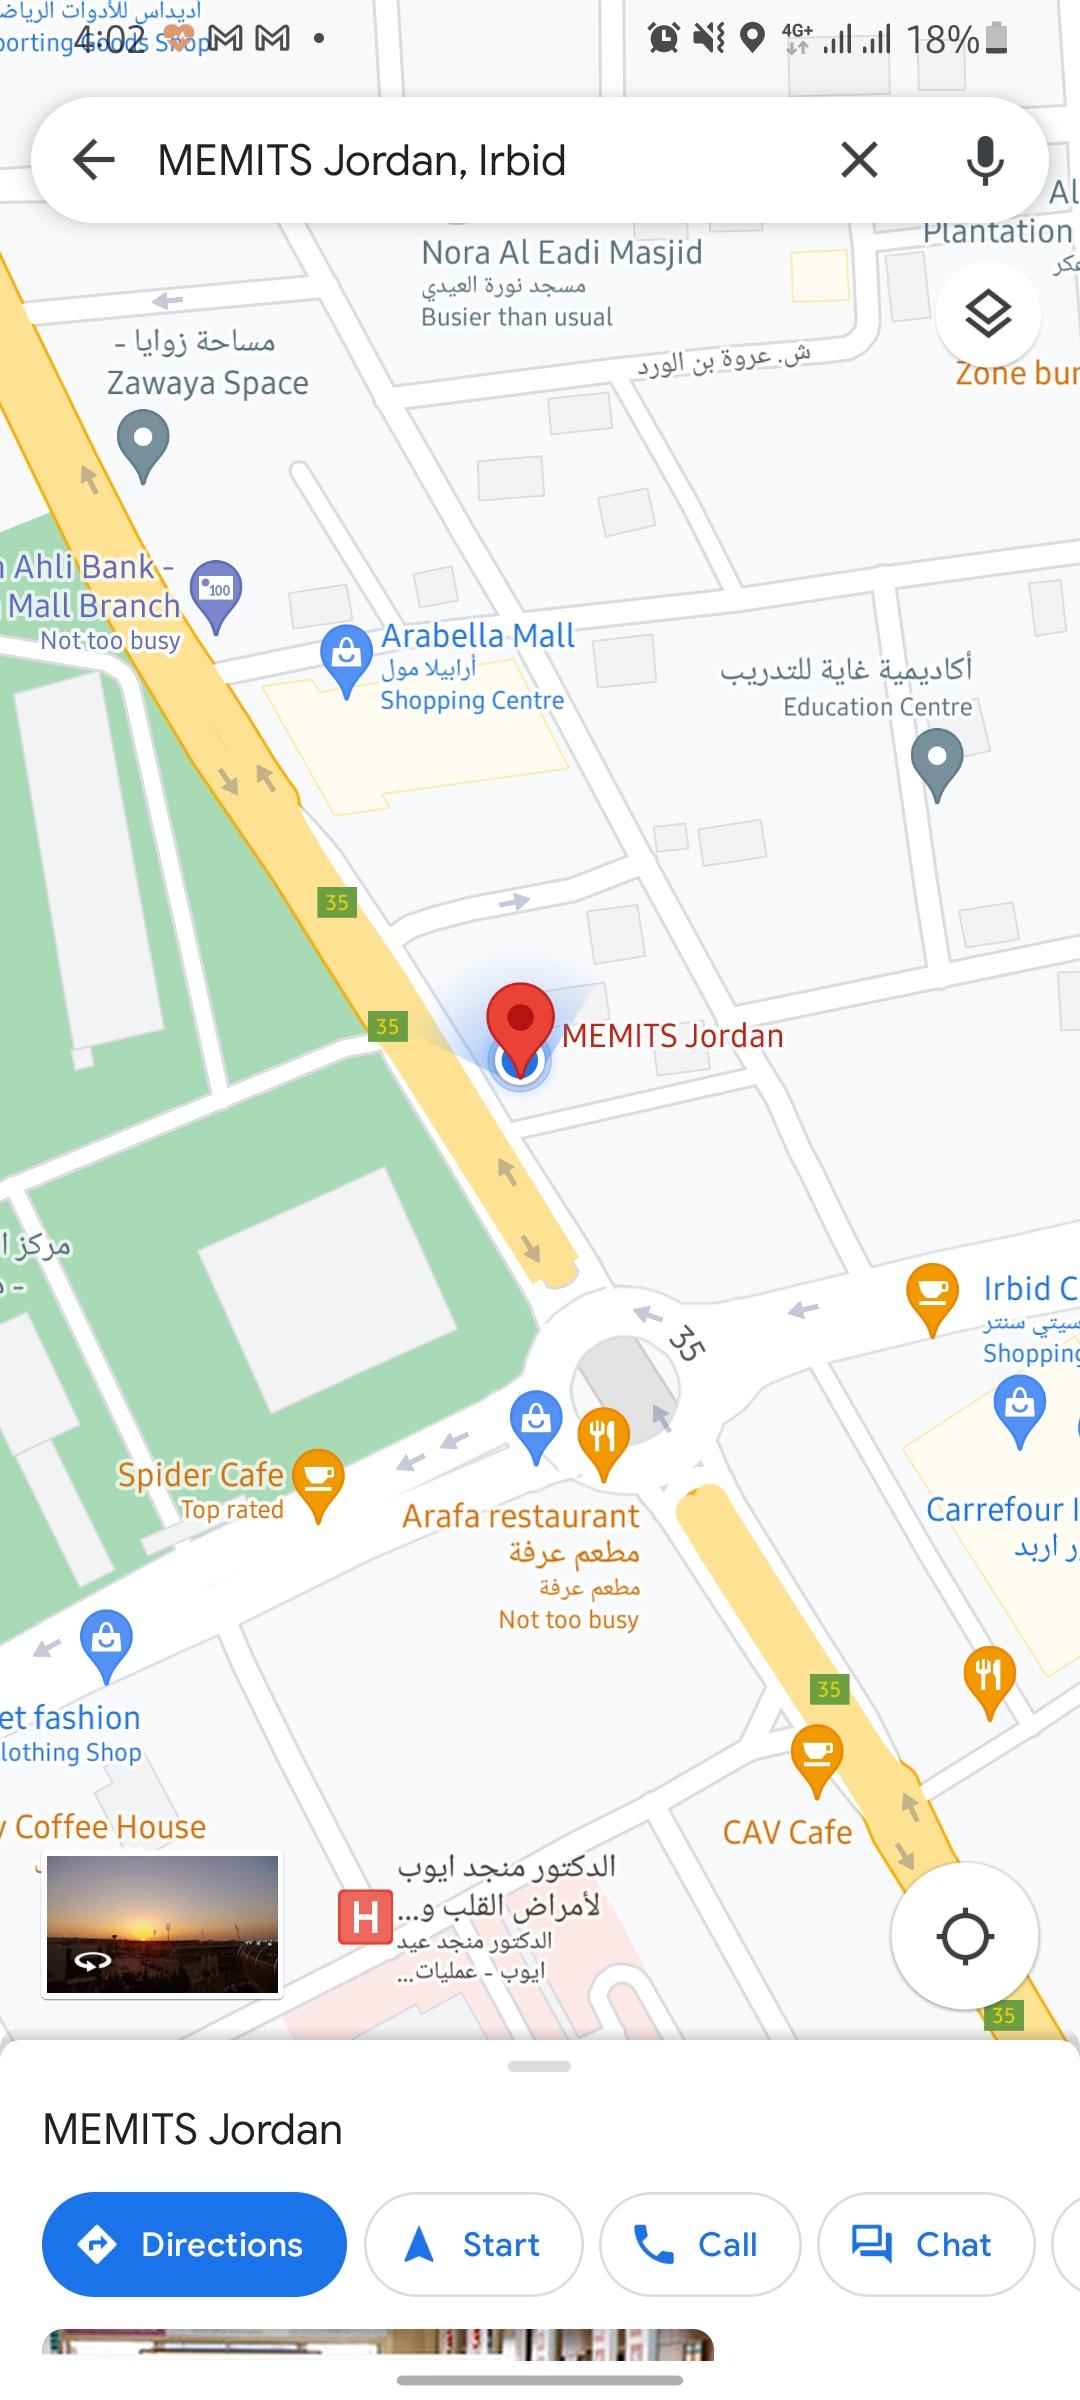 اديداس للأدوات الرياض
porting Goods Shop
4:02
4G+
18%
MEMITS Jordan, Irbid
Al
Plantation
عكر
Nora Al Eadi Masjid
مسجد نورة العيدي
Busier than usual
ش. عروة بن الورد
Zone bur
مساحة زوايا -
Zawaya Space
n Ahli Bank -
Mall Branch
Not too busy
100
Arabella Mall
أرابيلا مول
Shopping Centre
أكاديمية غاية للتدريب
Education Centre
35
35
MEMITS Jordan
مركز ا
Irbid C
سيتي سنتر
Shopping
35
Spider Cafe
Top rated
Arafa restaurant
مطعم عرفة
مطعم عرفة
Not too busy
Carrefour I
ر اربد
et fashion
lothing Shop
35
y Coffee House
CAV Cafe
H
الدكتور منجد ايوب
لأمراض القلب و...
الدكتور منجد عيد
ايوب - عمليات...
35
MEMITS Jordan
Directions
Start
Call
Chat